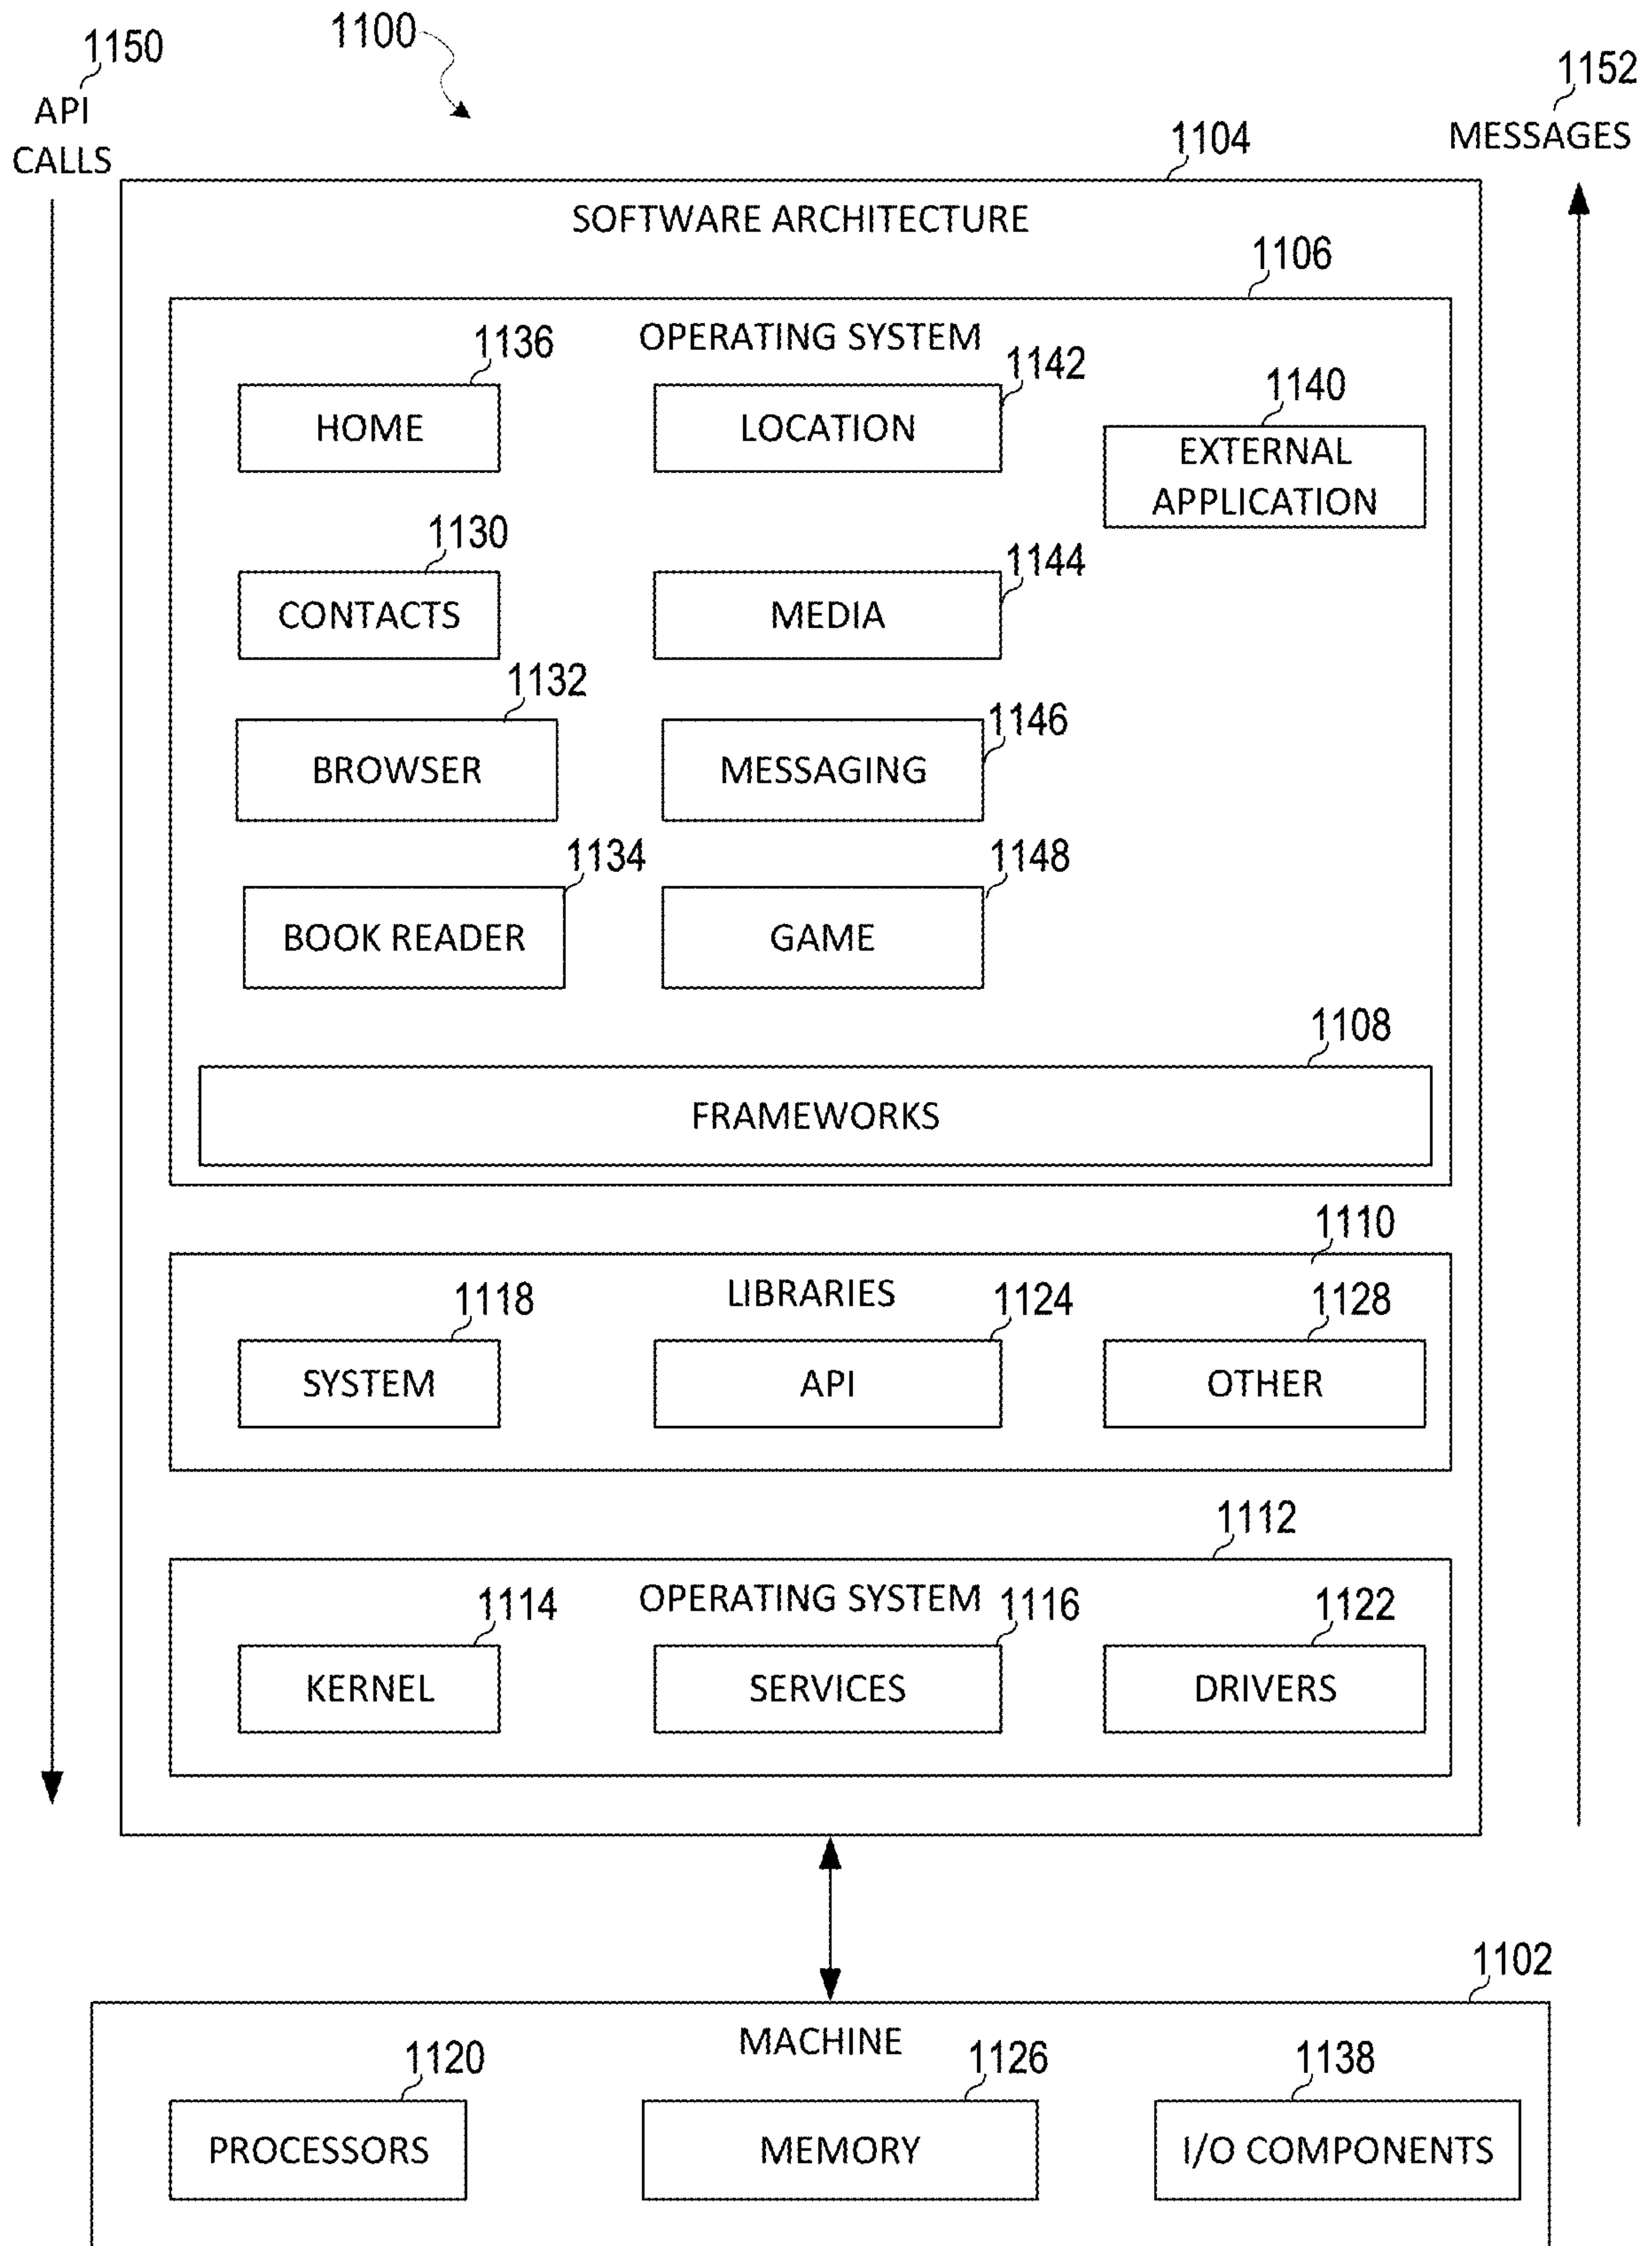 1100
1150
API
CALLS
1152
MESSAGES
1104
SOFTWARE ARCHITECTURE
1106
OPERATING SYSTEM
1136
HOME
1142
LOCATION
1140
EXTERNAL
APPLICATION
1130
CONTACTS
1144
MEDIA
1132
BROWSER
1146
MESSAGING
1134
BOOK READER
1148
GAME
1108
FRAMEWORKS
1110
LIBRARIES
1118
SYSTEM
1124
API
1128
OTHER
1112
OPERATING SYSTEM
1114
KERNEL
1116
SERVICES
1122
DRIVERS
1102
MACHINE
1120
PROCESSORS
1126
MEMORY
1138
I/O COMPONENTS